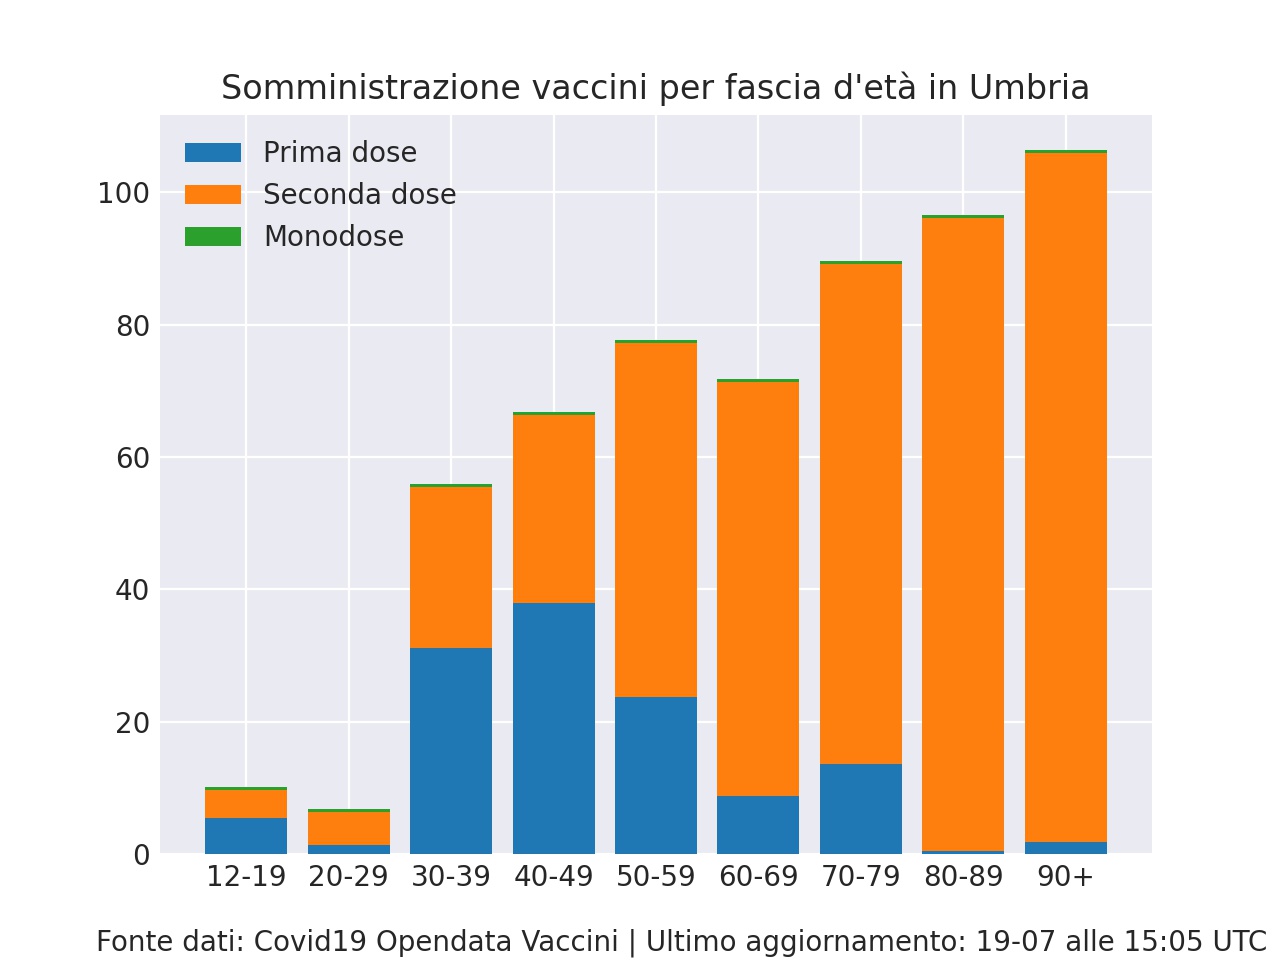 Somministrazione vaccini per fascia d'età in Umbria
Prima dose
Seconda dose
Monodose
100
80
60
40
20
0
12-19 20-29 30-39 40-49 50-59 60-69 70-79 80-89 90+
Fonte dati: Covid19 Opendata Vaccini | Ultimo aggiornamento: 19-07 alle 15:05 UTC